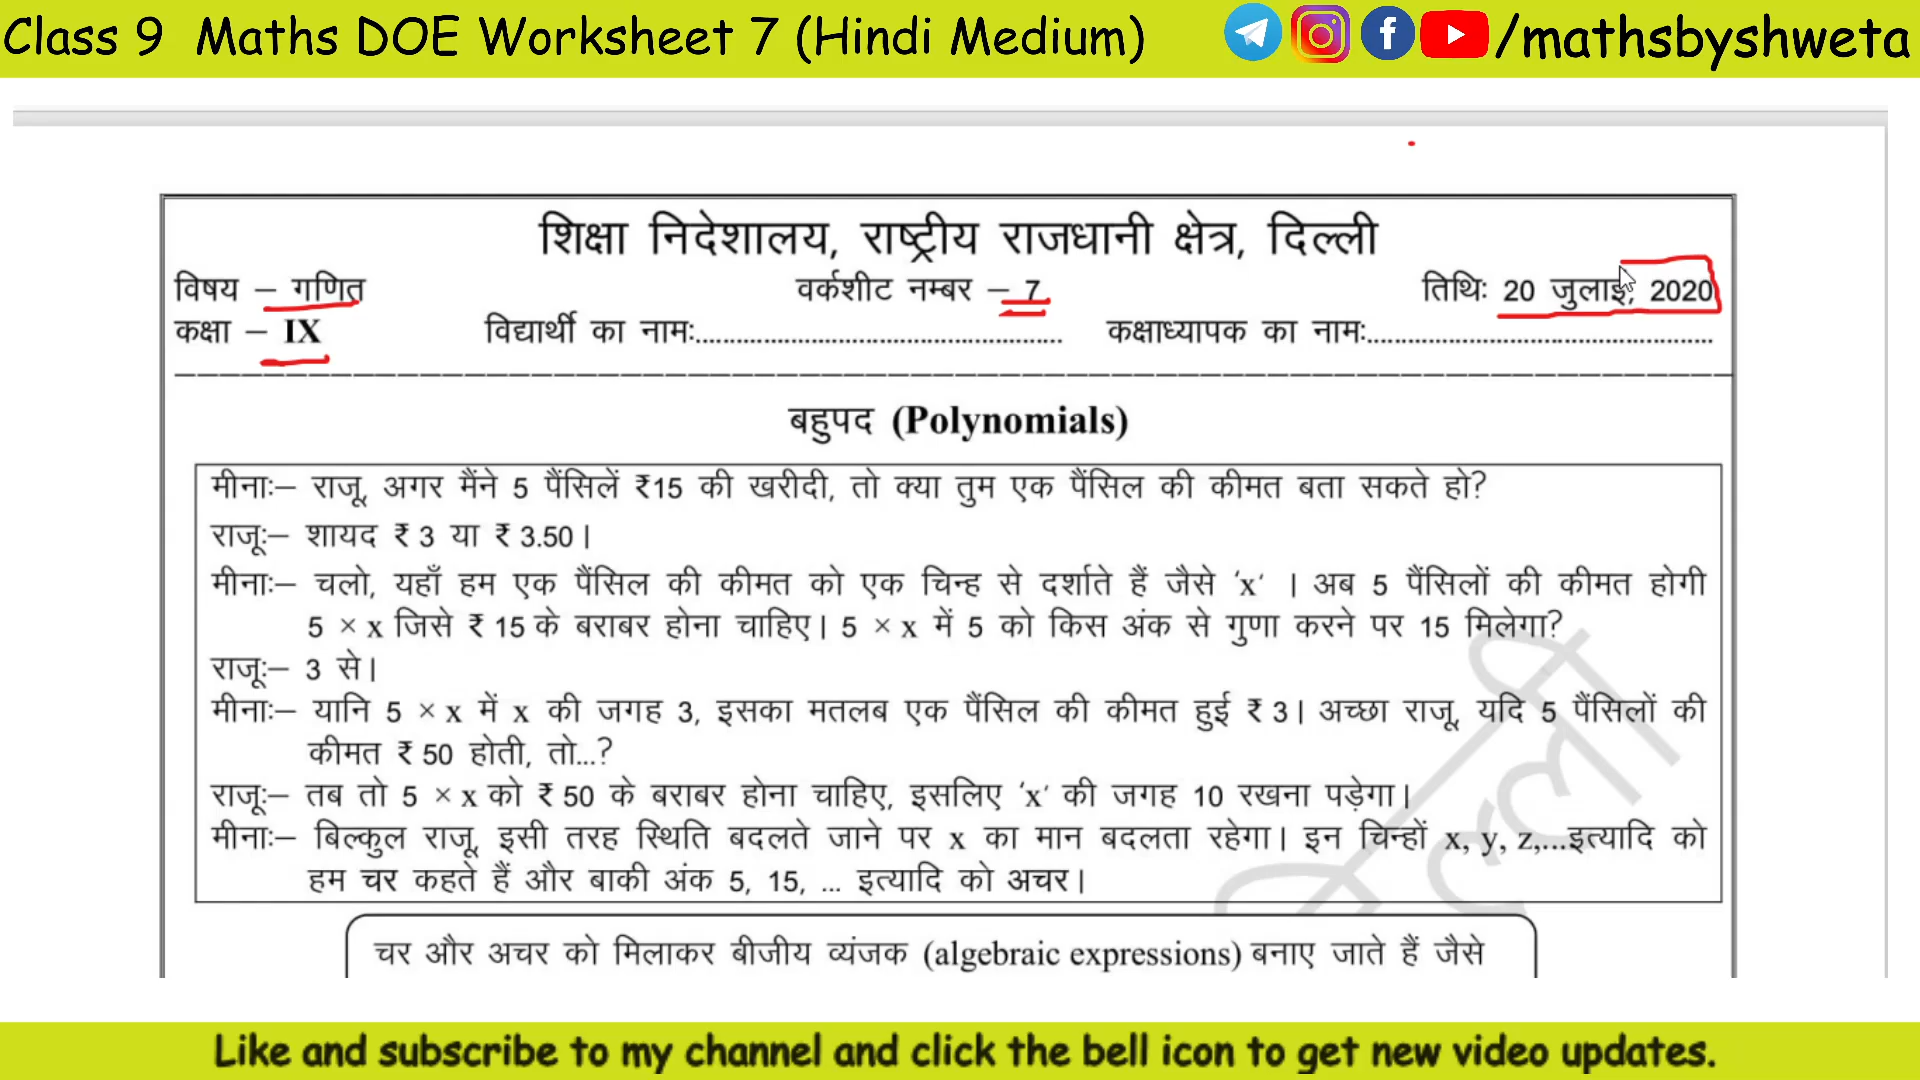 Class 9 Maths DOE Worksheet 7 (Hindi Medium) /mathsbyshweta
शिक्षा निदेशालय, राष्ट्रीय राजधानी क्षेत्र, दिल्ली
विषय – गणित वर्कशीट नम्बर – 7 तिथिः 20 जुलाई, 2020
कक्षा – IX विद्यार्थी का नामः.................................................... कक्षाध्यापक का नामः.................................................
बहुपद (Polynomials)
मीनाः– राजू, अगर मैंने 5 पैंसिलें ₹15 की खरीदी, तो क्या तुम एक पैंसिल की कीमत बता सकते हो?
राजूः– शायद ₹ 3 या ₹ 3.50 |
मीनाः– चलो, यहाँ हम एक पैंसिल की कीमत को एक चिन्ह से दर्शाते हैं जैसे ‘x’ | अब 5 पैंसिलों की कीमत होगी
5 × x जिसे ₹ 15 के बराबर होना चाहिए| 5 × x में 5 को किस अंक से गुणा करने पर 15 मिलेगा?
राजूः– 3 से|
मीनाः– यानि 5 × x में x की जगह 3, इसका मतलब एक पैंसिल की कीमत हुई ₹ 3| अच्छा राजू, यदि 5 पैंसिलों की
कीमत ₹ 50 होती, तो...?
राजूः– तब तो 5 × x को ₹ 50 के बराबर होना चाहिए, इसलिए ‘x’ की जगह 10 रखना पड़ेगा|
मीनाः– बिल्कुल राजू, इसी तरह स्थिति बदलते जाने पर x का मान बदलता रहेगा| इन चिन्हों x, y, z,...इत्यादि को
हम चर कहते हैं और बाकी अंक 5, 15, ... इत्यादि को अचर|
चर और अचर को मिलाकर बीजीय व्यंजक (algebraic expressions) बनाए जाते हैं जैसे
Like and subscribe to my channel and click the bell icon to get new video updates.